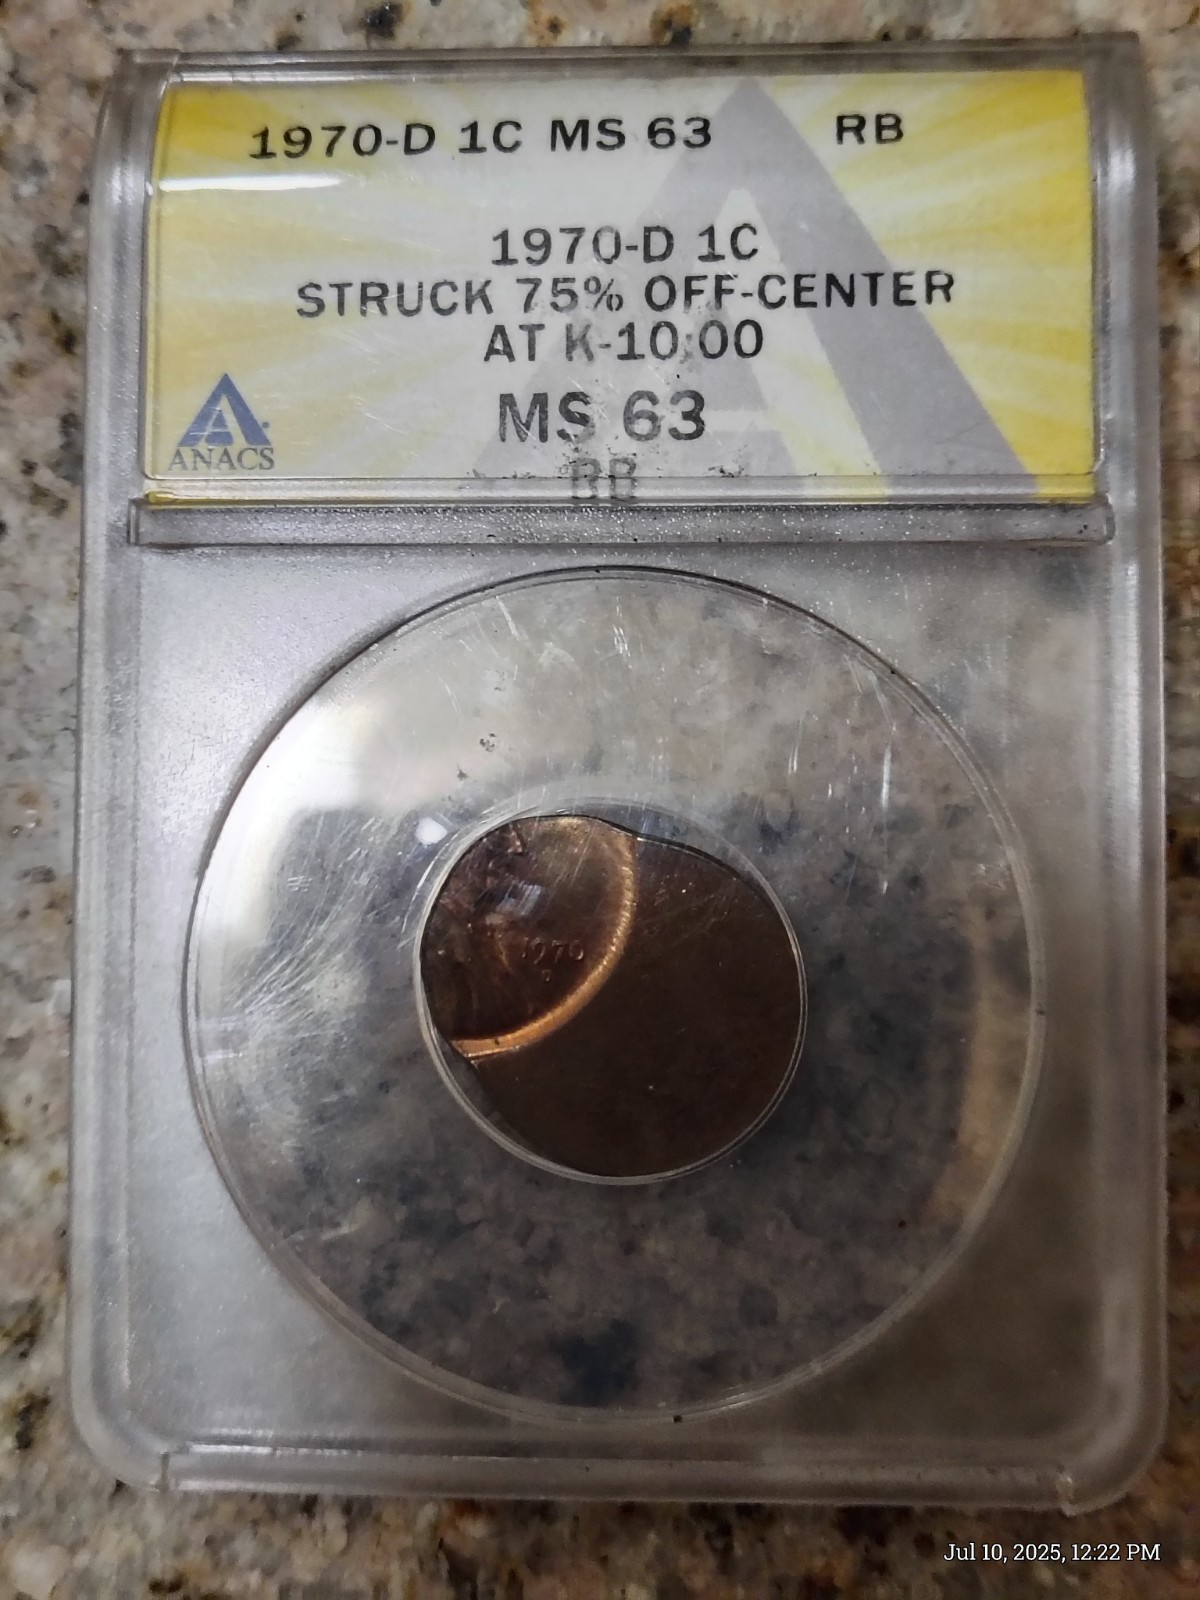 1970-D 1C MS 63 RB
1970-D 1C
STRUCK 75% OFF-CENTER
AT K-10:00
MS 63
RB
ANACS
1970
D
Jul 10, 2025, 12:22 PM